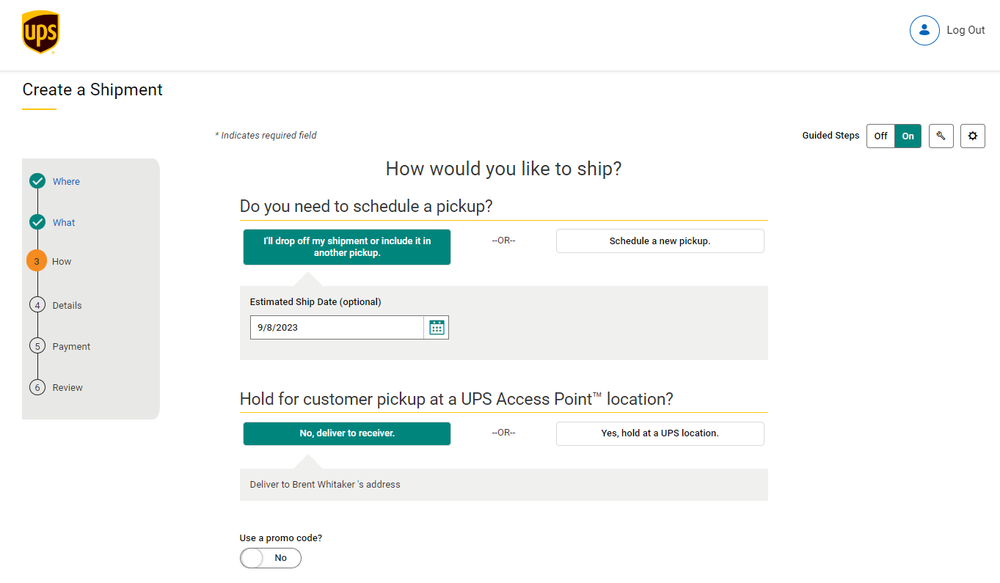 ups
Log Out
Create a Shipment
* Indicates required field
Guided Steps
Off
On
Where
What
3
How
4
Details
5
Payment
6
Review
How would you like to ship?
Do you need to schedule a pickup?
I'll drop off my shipment or include it in
another pickup.
--OR--
Schedule a new pickup.
Estimated Ship Date (optional)
9/8/2023
Hold for customer pickup at a UPS Access Point™ location?
No, deliver to receiver.
--OR--
Yes, hold at a UPS location.
Deliver to Brent Whitaker 's address
Use a promo code?
No